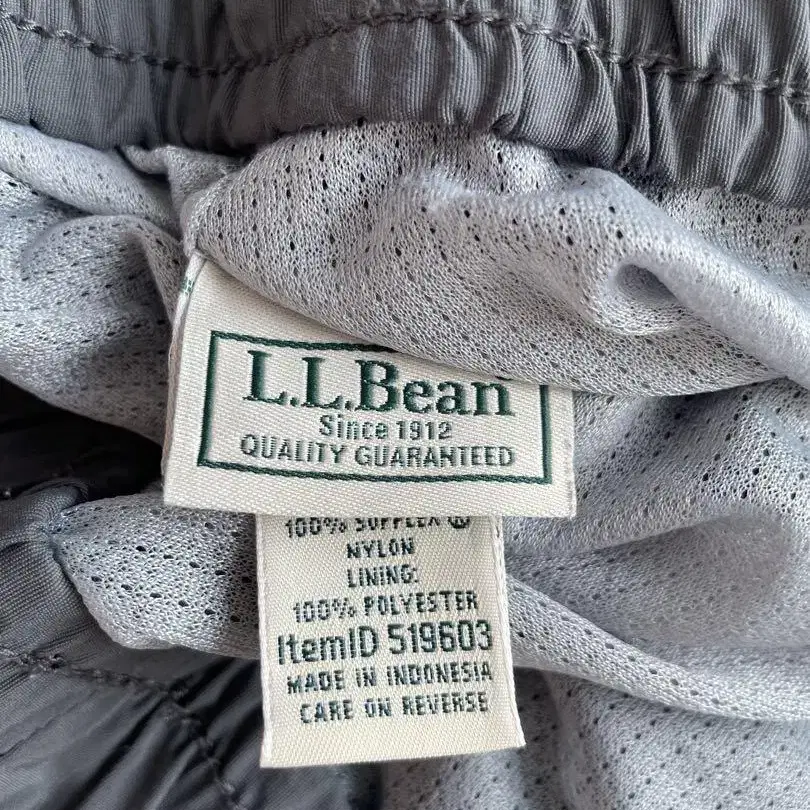 L.L.Bean
Since 1912
QUALITY GUARANTEED
100% SUPPLEX ®
NYLON
LINING:
100% POLYESTER
ItemID 519603
MADE IN INDONESIA
CARE ON REVERSE